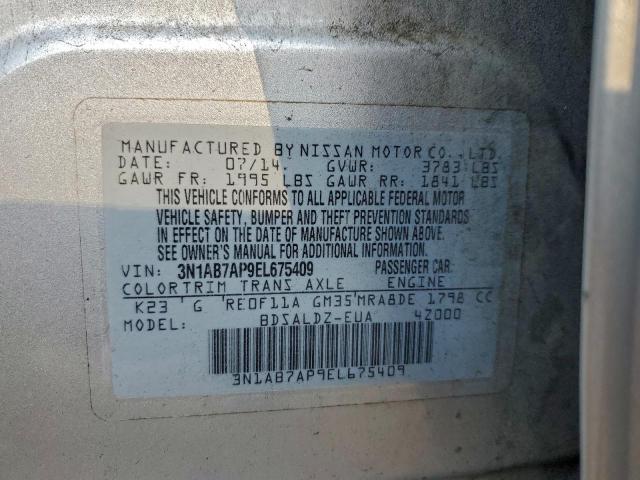 MANUFACTURED BY NISSAN MOTOR CO., LTD.
DATE: 07/14 GVWR: 3783 LBS
GAWR FR: 1995 LBS GAWR RR: 1841 LBS
THIS VEHICLE CONFORMS TO ALL APPLICABLE FEDERAL MOTOR
VEHICLE SAFETY, BUMPER AND THEFT PREVENTION STANDARDS
IN EFFECT ON THE DATE OF MANUFACTURE SHOWN ABOVE.
SEE OWNER'S MANUAL FOR ADDITIONAL INFORMATION.
VIN: 3N1AB7AP9EL675409 PASSENGER CAR.
COLOR TRIM TRANS AXLE ENGINE
K23 G RE0F11A GM35 MRA8DE 1798 CC
MODEL: BDSALDZ-EUA 4Z000
3N1AB7AP9EL675409